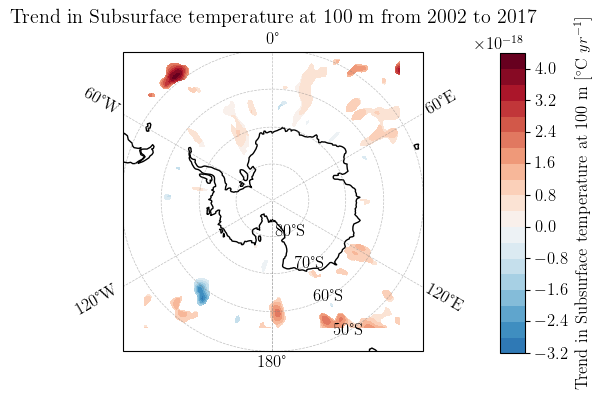 Trend in Subsurface temperature at 100 m from 2002 to 2017
0°
×10⁻¹⁸
60°W
60°E
4.0
3.2
2.4
1.6
0.8
0.0
−0.8
−1.6
−2.4
−3.2
80°S
70°S
60°S
50°S
120°W
120°E
180°
Trend in Subsurface temperature at 100 m [°C yr⁻¹]